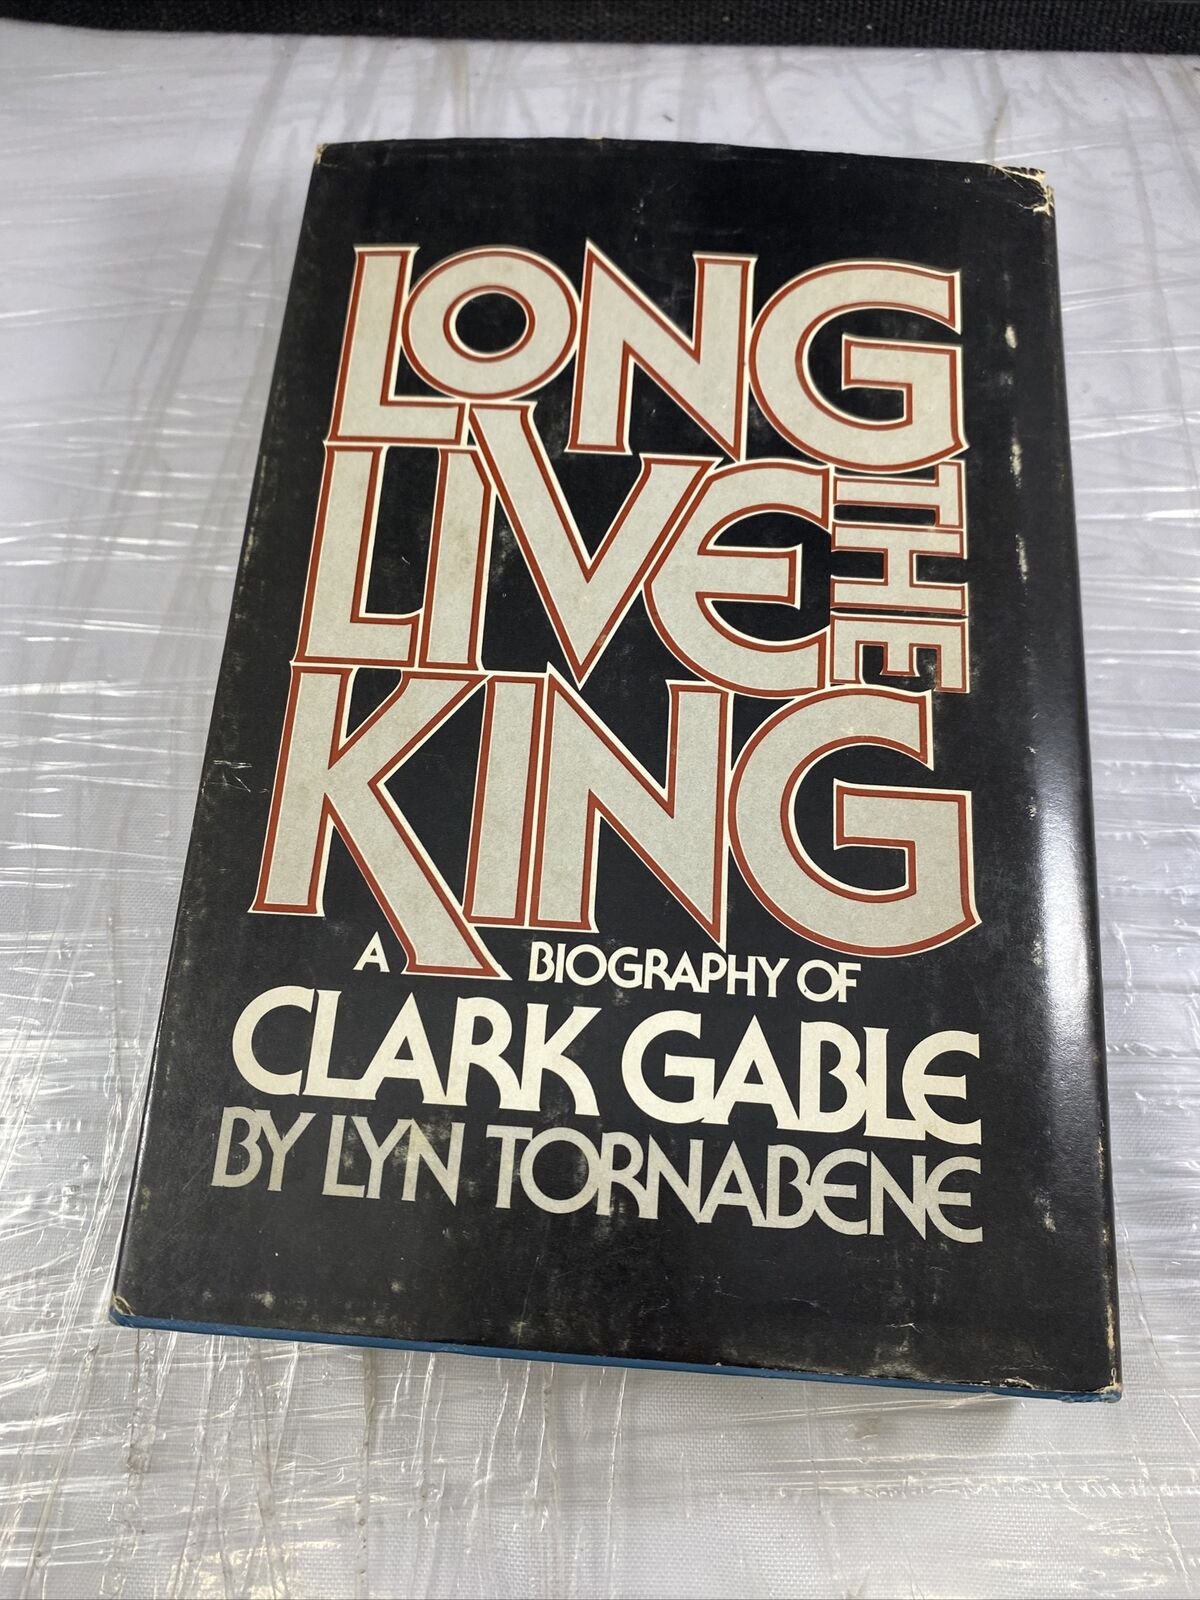 LONG
LIVE THE
KING
A BIOGRAPHY OF
CLARK GABLE
BY LYN TORNABENE